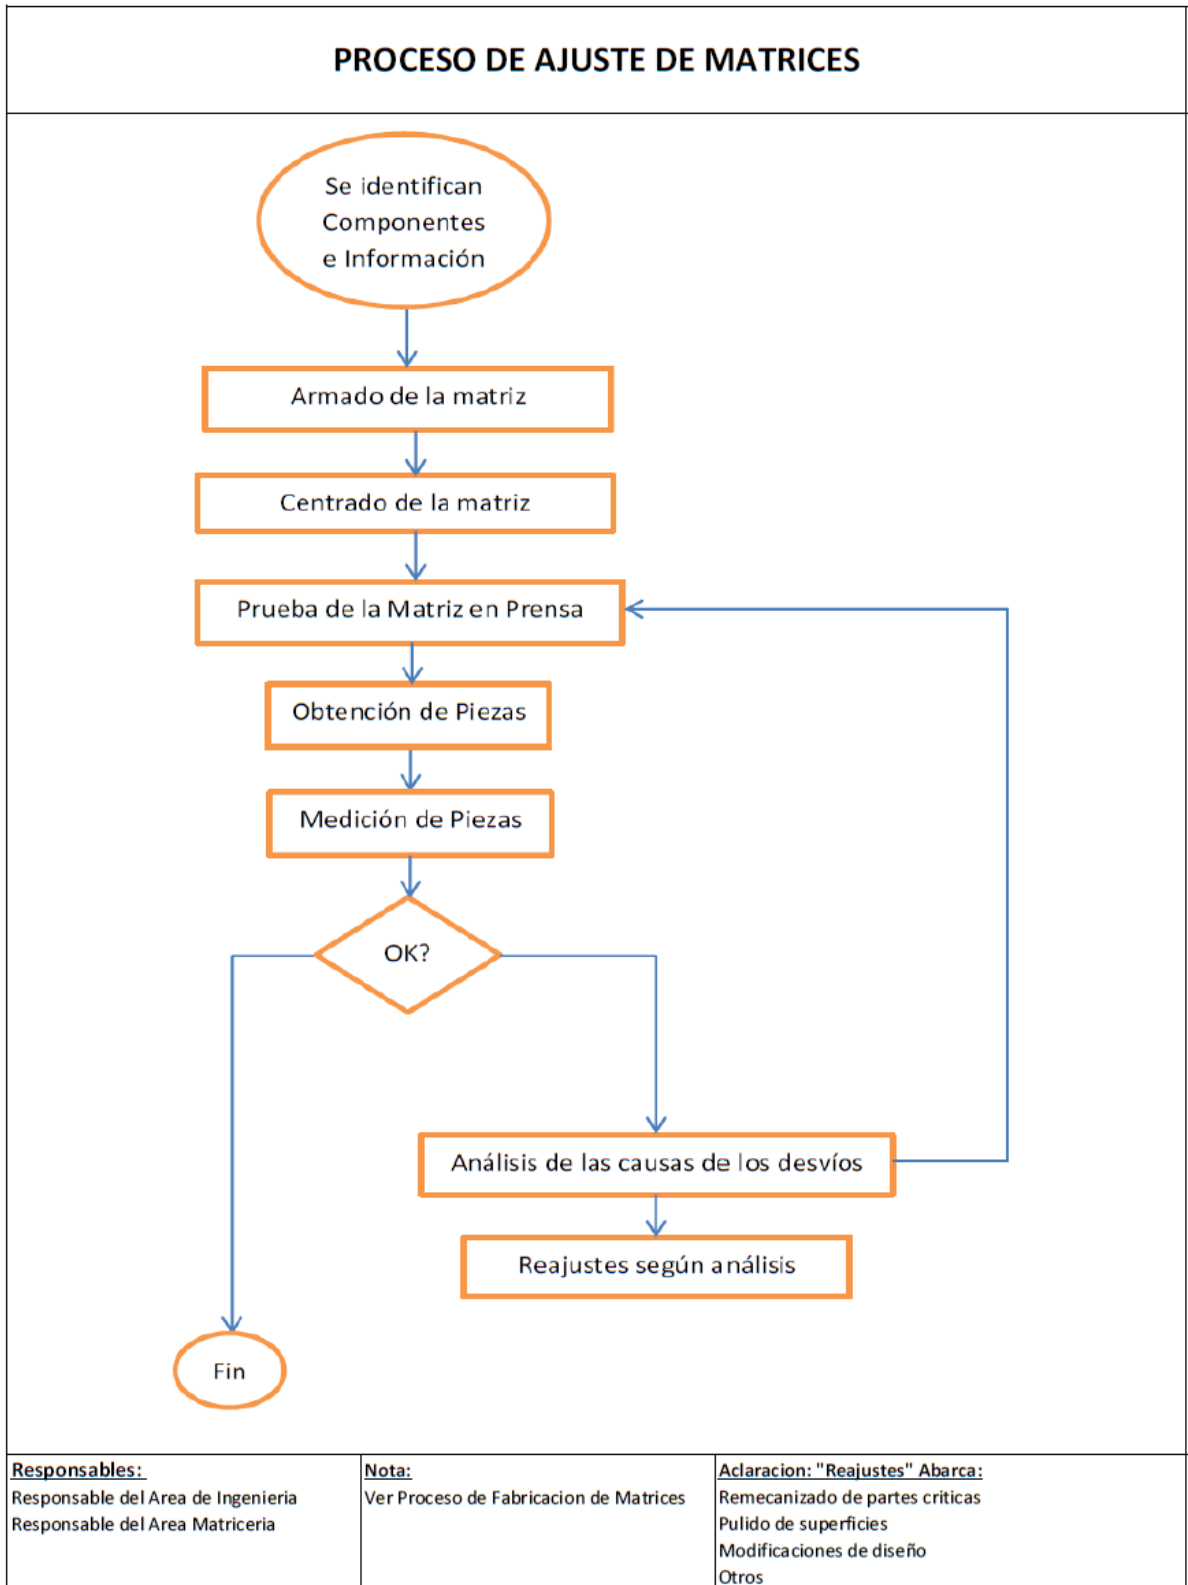 PROCESO DE AJUSTE DE MATRICES
Se identifican
Componentes
e Información
Armado de la matriz
Centrado de la matriz
Prueba de la Matriz en Prensa
Obtención de Piezas
Medición de Piezas
OK?
Análisis de las causas de los desvíos
Reajustes según análisis
Fin
Responsables:
Responsable del Area de Ingenieria
Responsable del Area Matriceria
Nota:
Ver Proceso de Fabricacion de Matrices
Aclaracion: "Reajustes" Abarca:
Remecanizado de partes criticas
Pulido de superficies
Modificaciones de diseño
Otros